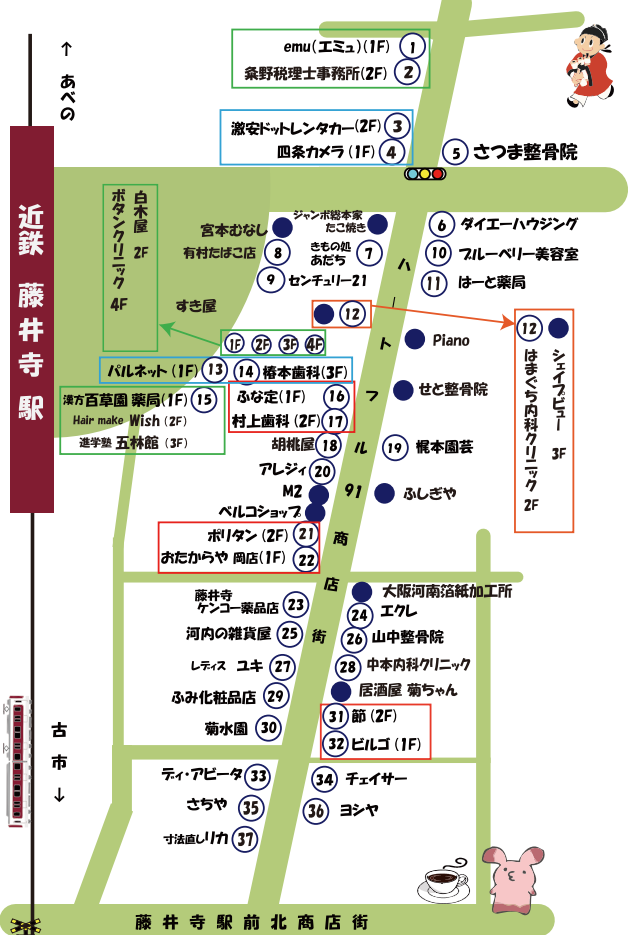 emu(エミュ)(1F) 1
粂野税理士事務所(2F) 2
↑ あべの
激安ドットレンタカー(2F) 3
四条カメラ (1F) 4
5 さつま整骨院
近鉄 藤井寺駅
白木屋 2F
ボタンクリニック 4F
宮本むなし
ジャンボ総本家
たこ焼き
6 ダイエーハウジング
有村たばこ店 8
きもの処
あだち
7
10 ブルーベリー美容室
9 センチュリー21
11 はーと薬局
すき屋
12
1F 2F 3F 4F
Piano
12
シェイプビュー 3F
はまぐち内科クリニック 2F
パルネット (1F) 13
14 椿本歯科(3F)
漢方百草園 薬局(1F) 15
Hair make Wish (2F)
進学塾 五林館 (3F)
ふな定(1F) 16
村上歯科 (2F) 17
せと整骨院
胡桃屋 18
19 梶本園芸
アレジィ 20
M2
ふしぎや
ベルコショップ
ポリタン (2F) 21
おたからや 岡店(1F) 22
ハートフル91商店街
大阪河南箔紙加工所
藤井寺
ケンコー薬品店 23
24 エクレ
河内の雑貨屋 25
26 山中整骨院
レディス ユキ 27
28 中本内科クリニック
居酒屋 菊ちゃん
ふみ化粧品店 29
31 節 (2F)
菊水園 30
32 ビルゴ (1F)
古市 ↓
ディ・アビータ 33
34 チェイサー
さちや 35
36 ヨシヤ
寸法直しリカ 37
藤井寺駅前北商店街